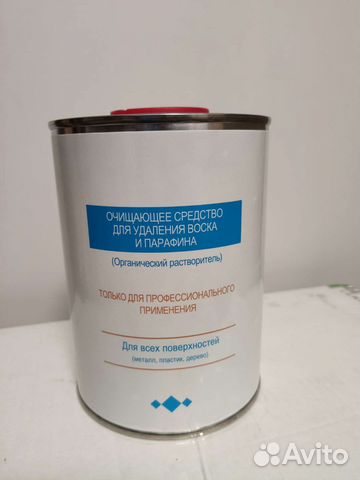 ОЧИЩАЮЩЕЕ СРЕДСТВО
ДЛЯ УДАЛЕНИЯ ВОСКА
И ПАРАФИНА
(Органический растворитель)
ТОЛЬКО ДЛЯ ПРОФЕССИОНАЛЬНОГО
ПРИМЕНЕНИЯ
Для всех поверхностей
(металл, пластик, дерево)
Avito